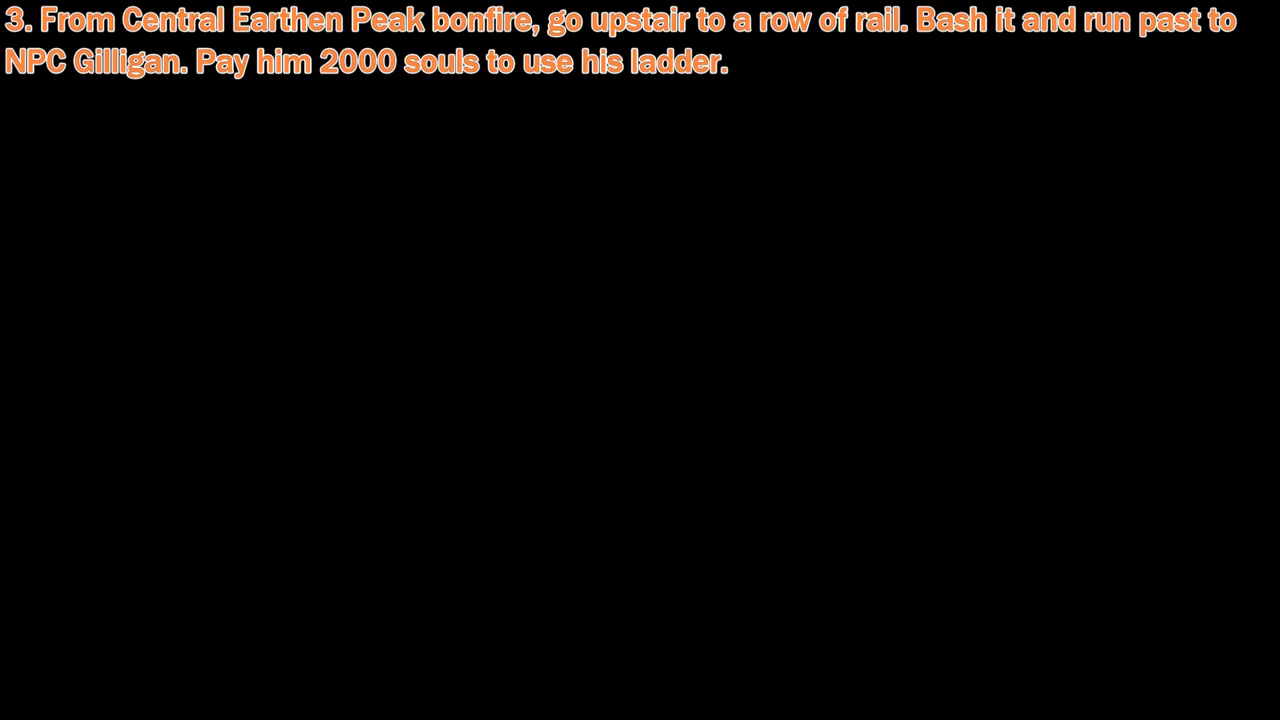 3. From Central Earthen Peak bonfire, go upstair to a row of rail. Bash it and run past to
NPC Gilligan. Pay him 2000 souls to use his ladder.